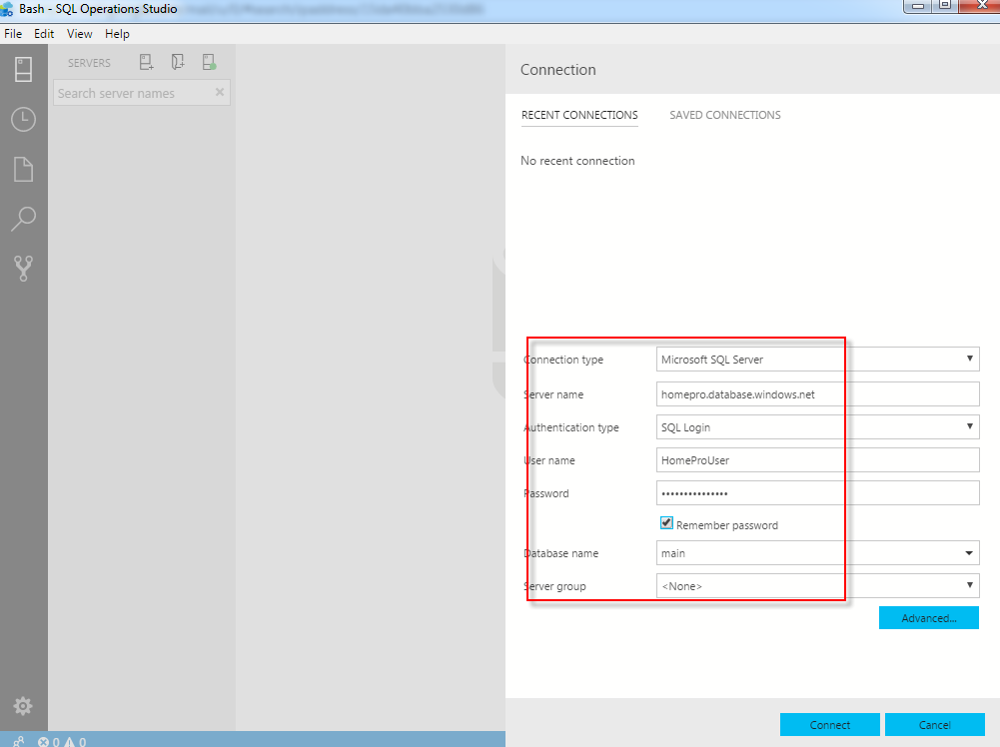 Bash - SQL Operations Studio
File Edit View Help
SERVERS
Search server names
Connection
RECENT CONNECTIONS SAVED CONNECTIONS
No recent connection
Connection type Microsoft SQL Server
Server name homepro.database.windows.net
Authentication type SQL Login
User name HomeProUser
Password •••••••••••••••
Remember password
Database name main
Server group <None>
Advanced...
Connect Cancel
0 0